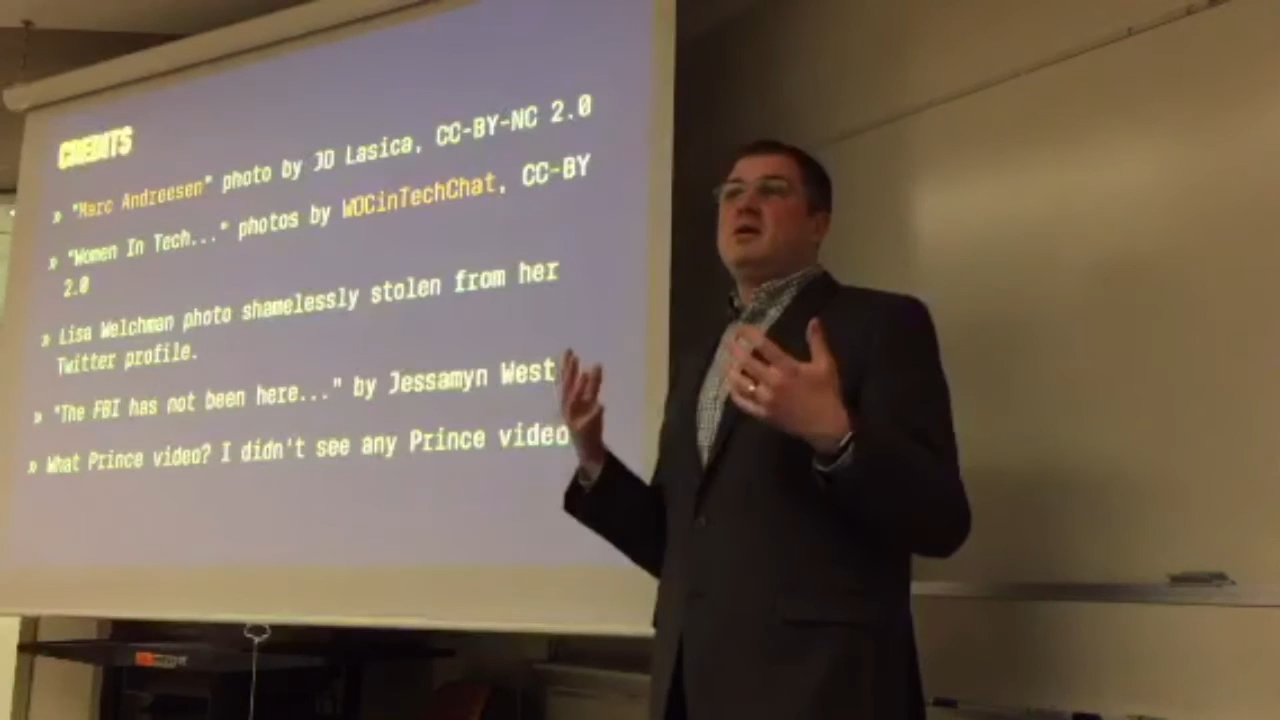 CREDITS
» "Marc Andreesen" photo by JD Lasica, CC-BY-NC 2.0
» "Women In Tech..." photos by WOCinTechChat, CC-BY
2.0
» Lisa Welchman photo shamelessly stolen from her
Twitter profile.
» "The FBI has not been here..." by Jessamyn West
» What Prince video? I didn't see any Prince video